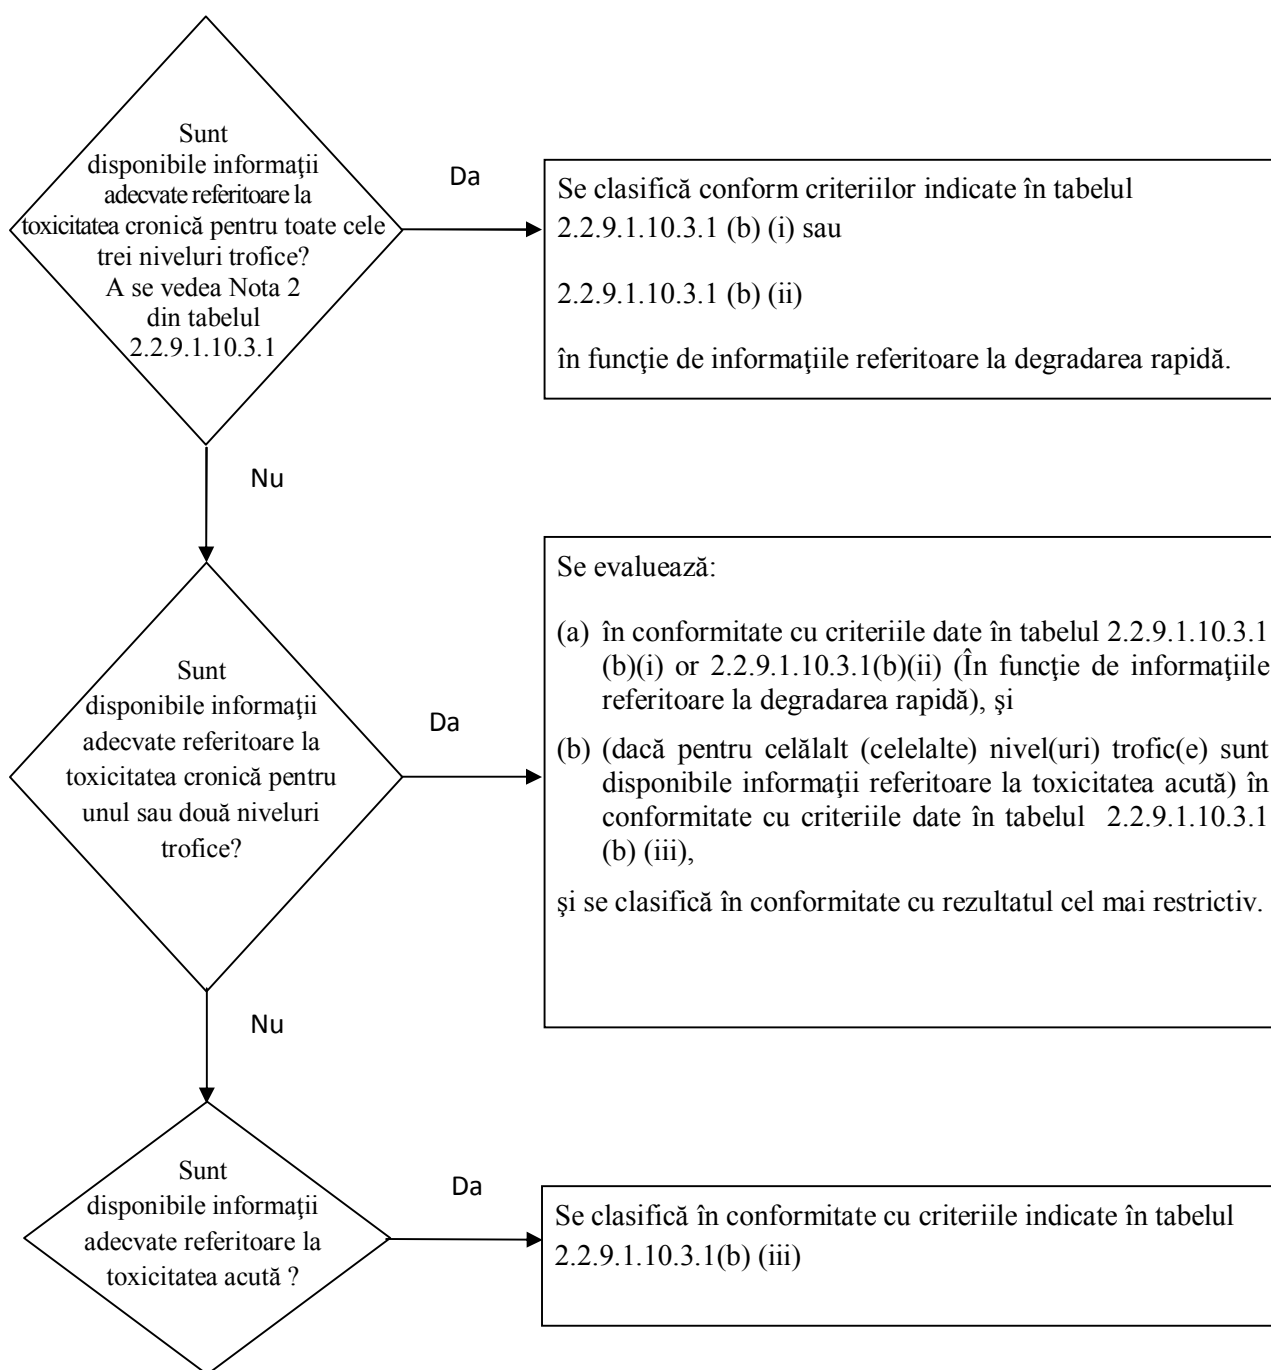 Sunt
disponibile informaţii
adecvate referitoare la
toxicitatea cronică pentru toate cele
trei niveluri trofice?
A se vedea Nota 2
din tabelul
2.2.9.1.10.3.1
Da
Se clasifică conform criteriilor indicate în tabelul
2.2.9.1.10.3.1 (b) (i) sau
2.2.9.1.10.3.1 (b) (ii)
în funcţie de informaţiile referitoare la degradarea rapidă.
Nu
Sunt
disponibile informaţii
adecvate referitoare la
toxicitatea cronică pentru
unul sau două niveluri
trofice?
Da
Se evaluează:
(a) în conformitate cu criteriile date în tabelul 2.2.9.1.10.3.1
(b)(i) or 2.2.9.1.10.3.1(b)(ii) (În funcţie de informaţiile
referitoare la degradarea rapidă), şi
(b) (dacă pentru celălalt (celelalte) nivel(uri) trofic(e) sunt
disponibile informaţii referitoare la toxicitatea acută) în
conformitate cu criteriile date în tabelul 2.2.9.1.10.3.1
(b) (iii),
şi se clasifică în conformitate cu rezultatul cel mai restrictiv.
Nu
Sunt
disponibile informaţii
adecvate referitoare la
toxicitatea acută ?
Da
Se clasifică în conformitate cu criteriile indicate în tabelul
2.2.9.1.10.3.1(b) (iii)